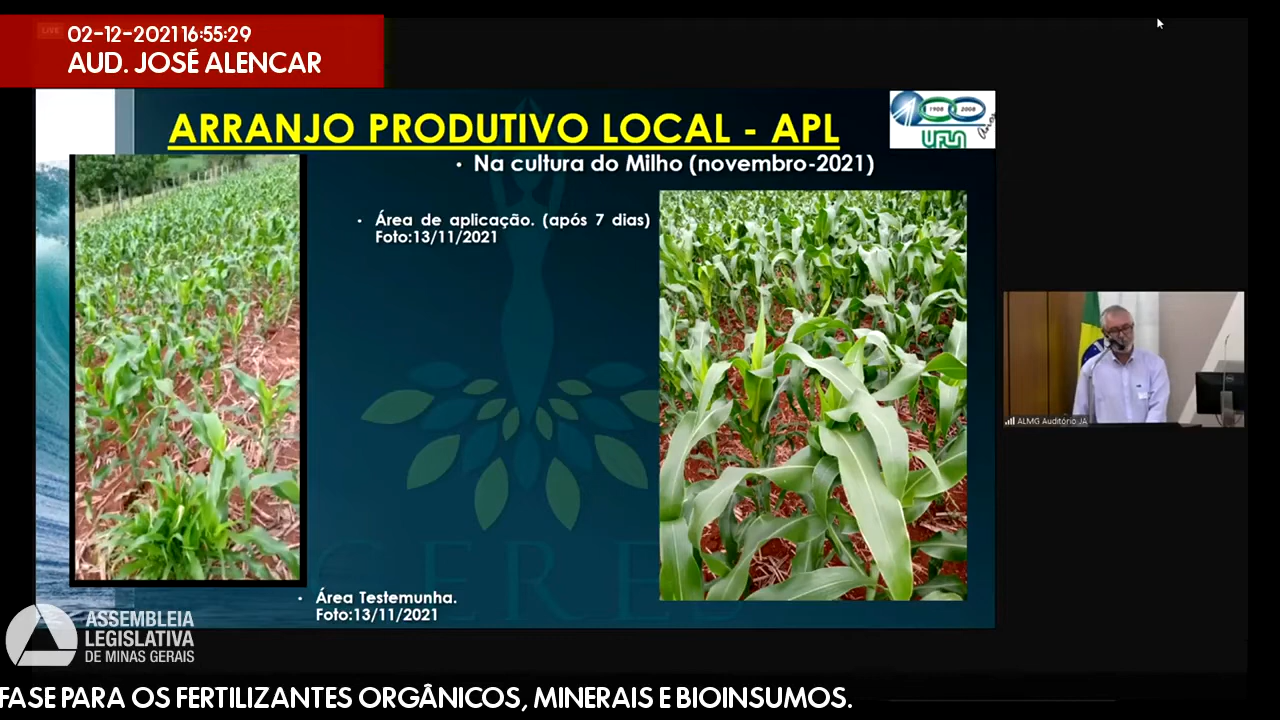 LIVE
02-12-2021 16:55:29
AUD. JOSÉ ALENCAR
ARRANJO PRODUTIVO LOCAL - APL
1908 2008
UFLA
Anos
• Na cultura do Milho (novembro-2021)
• Área de aplicação. (após 7 dias)
Foto:13/11/2021
ALMG Auditório JA
• Área Testemunha.
Foto:13/11/2021
ASSEMBLEIA
LEGISLATIVA
DE MINAS GERAIS
FASE PARA OS FERTILIZANTES ORGÂNICOS, MINERAIS E BIOINSUMOS.